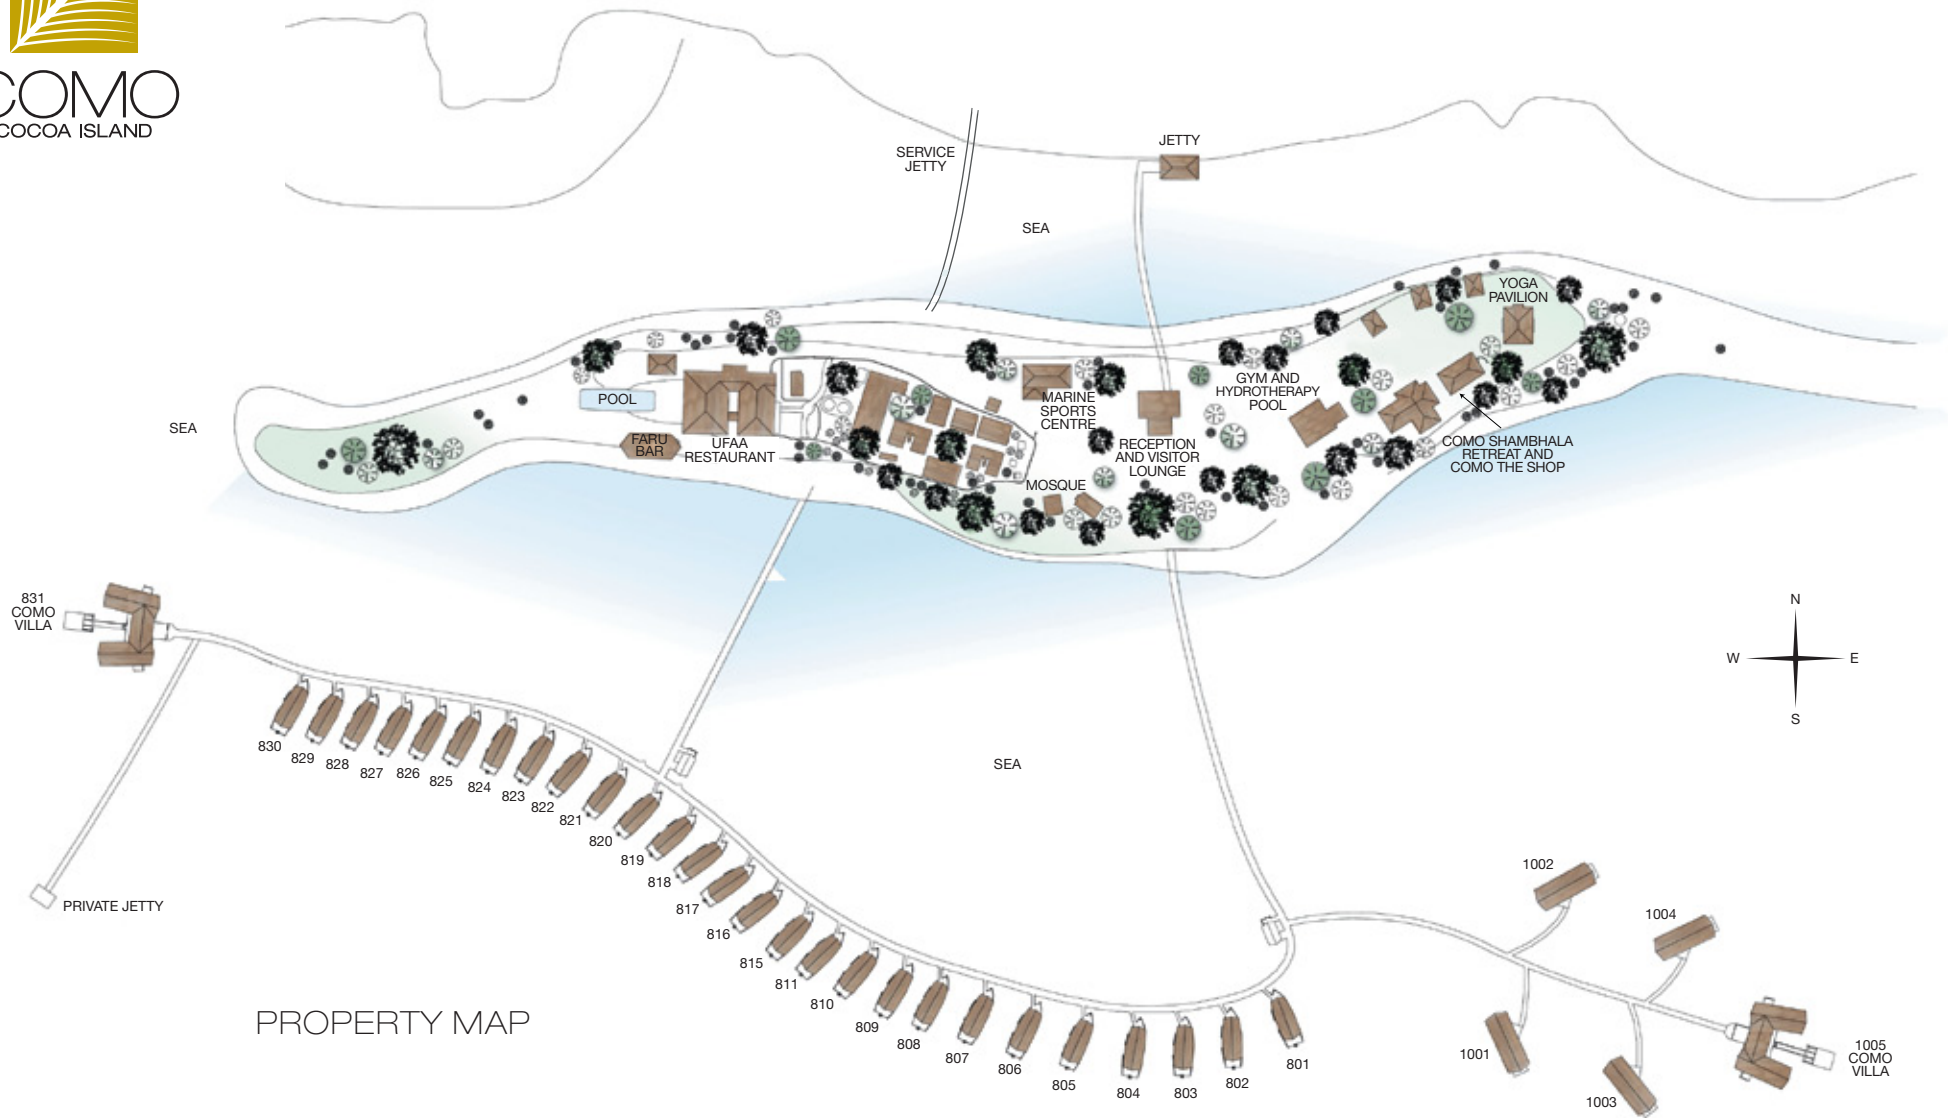 COMO
COCOA ISLAND
SERVICE
JETTY
JETTY
SEA
YOGA
PAVILION
POOL
SEA
FARU
BAR
UFAA
RESTAURANT
MARINE
SPORTS
CENTRE
GYM AND
HYDROTHERAPY
POOL
RECEPTION
AND VISITOR
LOUNGE
COMO SHAMBHALA
RETREAT AND
COMO THE SHOP
MOSQUE
831
COMO
VILLA
N
W
E
S
830
829
828
827
826
825
824
823
822
821
820
819
818
817
816
815
811
810
809
808
807
806
805
804
803
802
801
SEA
PRIVATE JETTY
1002
1004
1001
1003
1005
COMO
VILLA
PROPERTY MAP